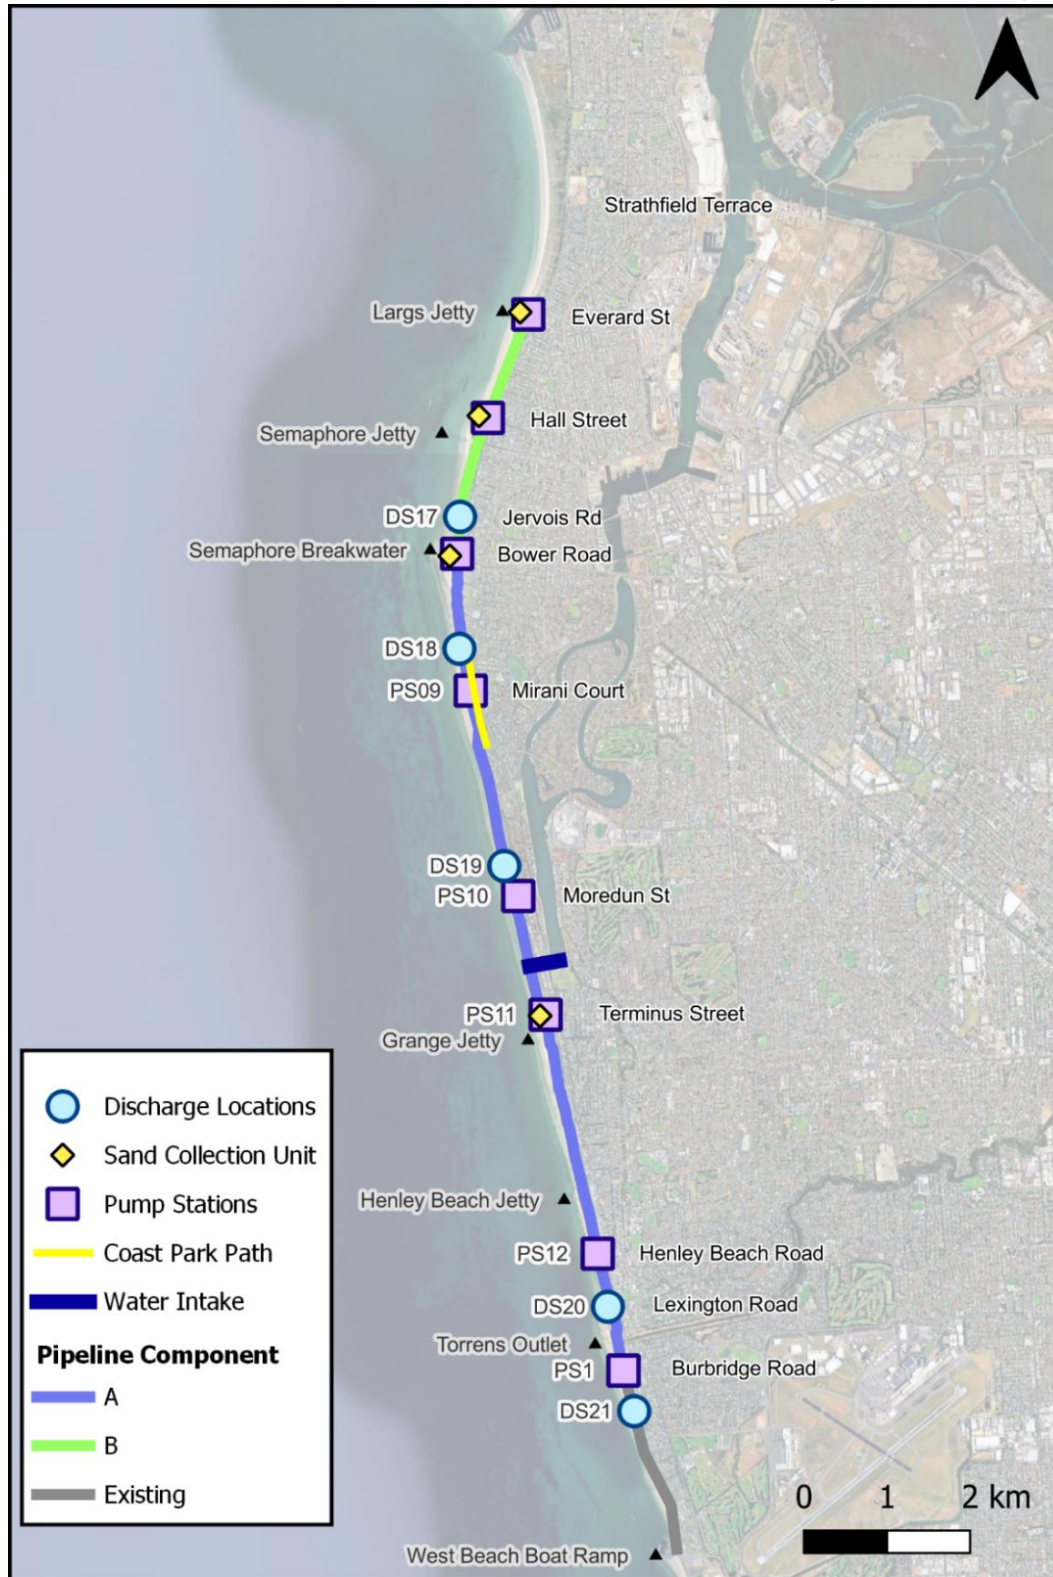 Strathfield Terrace
Largs Jetty
Everard St
Hall Street
Semaphore Jetty
DS17
Jervois Rd
Semaphore Breakwater
Bower Road
DS18
PS09
Mirani Court
DS19
PS10
Moredun St
PS11
Terminus Street
Grange Jetty
Henley Beach Jetty
PS12
Henley Beach Road
DS20
Lexington Road
Torrens Outlet
PS1
Burbridge Road
DS21
West Beach Boat Ramp
Discharge Locations
Sand Collection Unit
Pump Stations
Coast Park Path
Water Intake
Pipeline Component
A
B
Existing
0 1 2 km